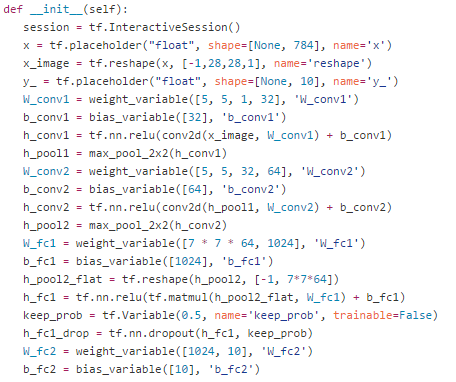 def __init__(self):
session = tf.InteractiveSession()
x = tf.placeholder("float", shape=[None, 784], name='x')
x_image = tf.reshape(x, [-1,28,28,1], name='reshape')
y_ = tf.placeholder("float", shape=[None, 10], name='y_')
W_conv1 = weight_variable([5, 5, 1, 32], 'W_conv1')
b_conv1 = bias_variable([32], 'b_conv1')
h_conv1 = tf.nn.relu(conv2d(x_image, W_conv1) + b_conv1)
h_pool1 = max_pool_2x2(h_conv1)
W_conv2 = weight_variable([5, 5, 32, 64], 'W_conv2')
b_conv2 = bias_variable([64], 'b_conv2')
h_conv2 = tf.nn.relu(conv2d(h_pool1, W_conv2) + b_conv2)
h_pool2 = max_pool_2x2(h_conv2)
W_fc1 = weight_variable([7 * 7 * 64, 1024], 'W_fc1')
b_fc1 = bias_variable([1024], 'b_fc1')
h_pool2_flat = tf.reshape(h_pool2, [-1, 7*7*64])
h_fc1 = tf.nn.relu(tf.matmul(h_pool2_flat, W_fc1) + b_fc1)
keep_prob = tf.Variable(0.5, name='keep_prob', trainable=False)
h_fc1_drop = tf.nn.dropout(h_fc1, keep_prob)
W_fc2 = weight_variable([1024, 10], 'W_fc2')
b_fc2 = bias_variable([10], 'b_fc2')